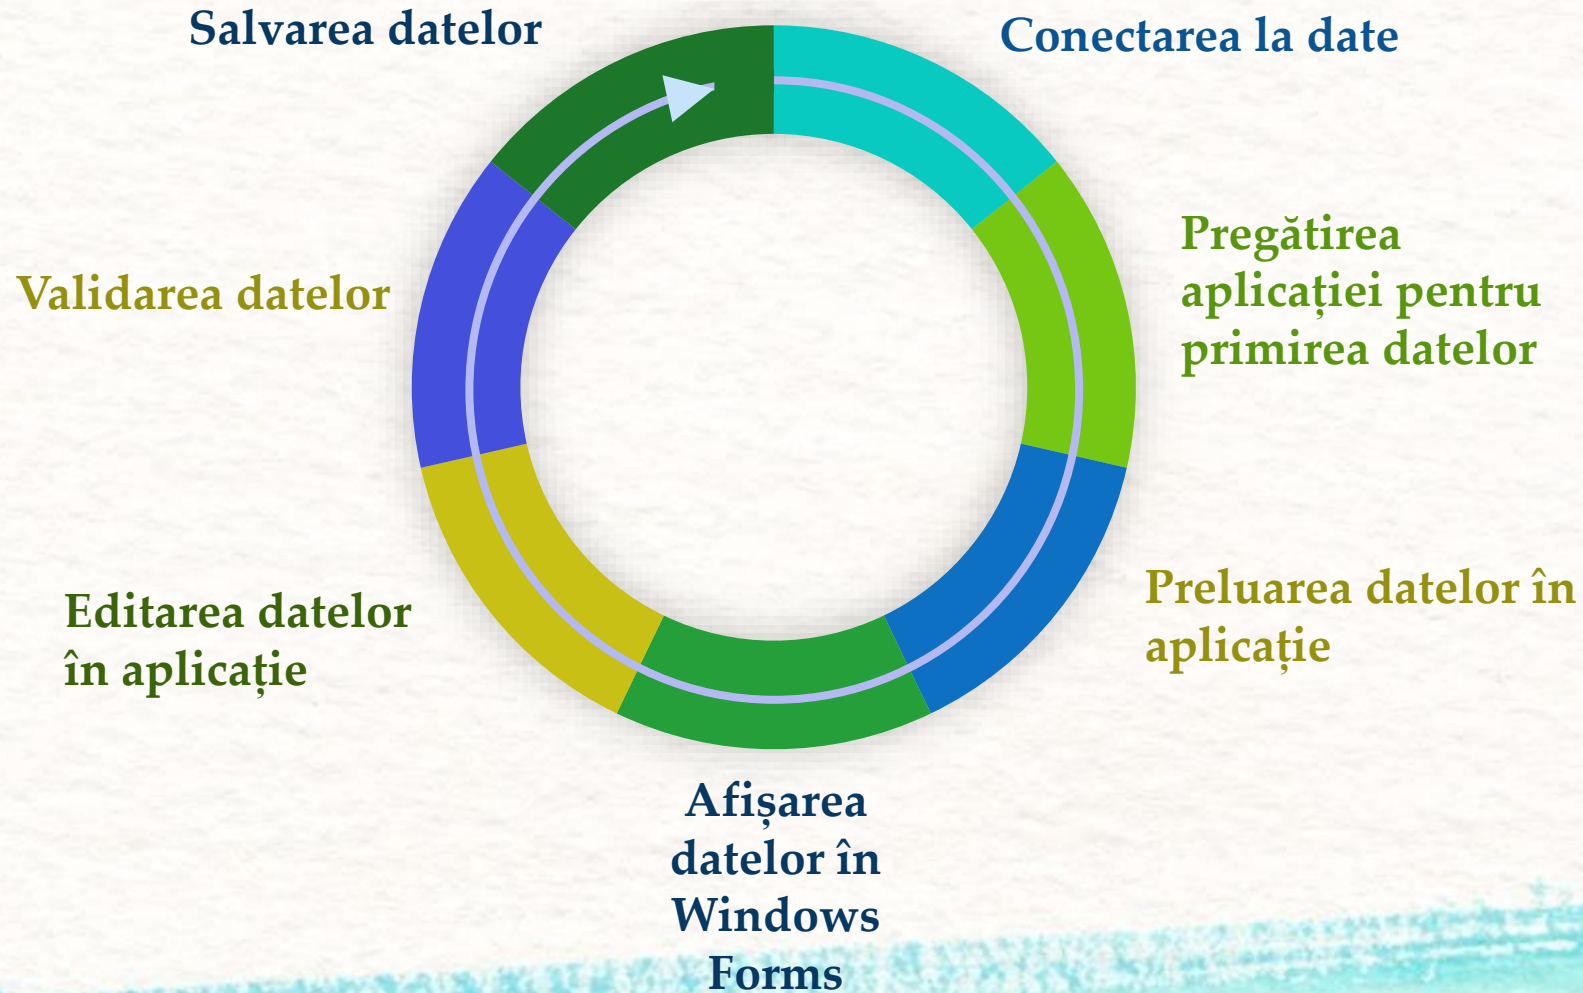 Salvarea datelor
Conectarea la date
Pregătirea
aplicației pentru
primirea datelor
Preluarea datelor în
aplicație
Afișarea
datelor în
Windows
Forms
Editarea datelor
în aplicație
Validarea datelor